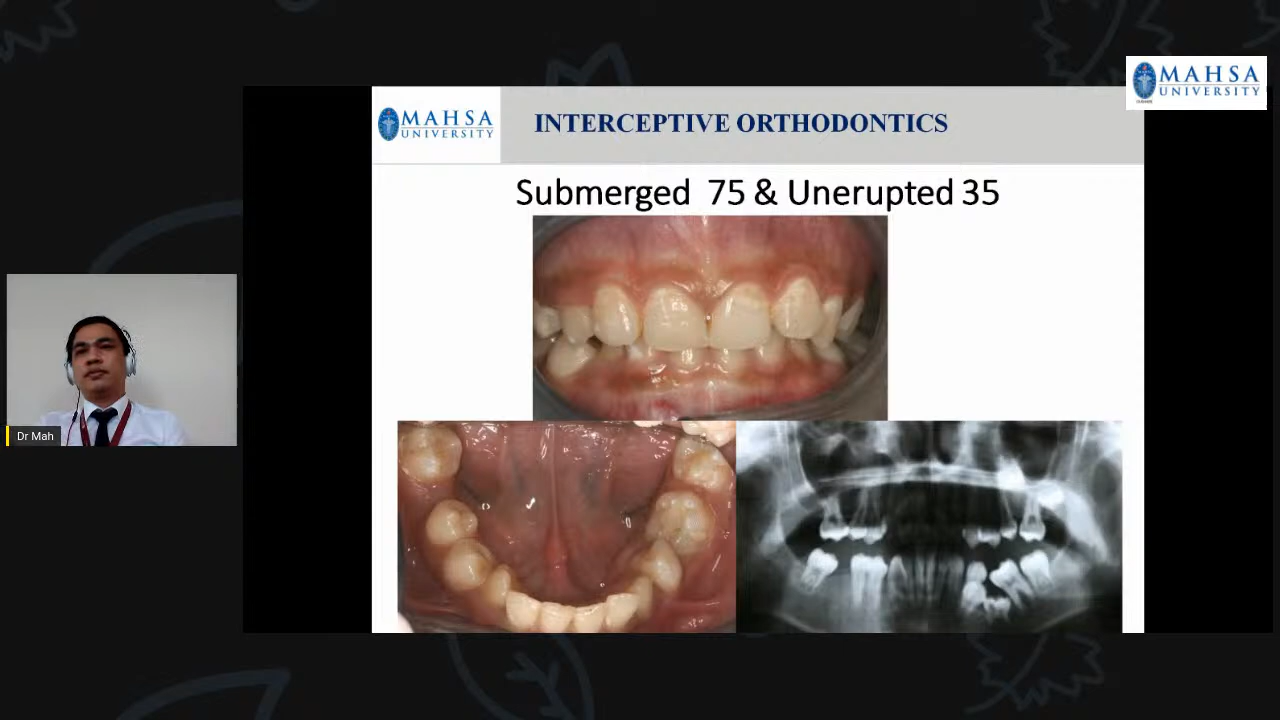 MAHSA
UNIVERSITY
MAHSA
UNIVERSITY
INTERCEPTIVE ORTHODONTICS
Submerged 75 & Unerupted 35
Dr Mah